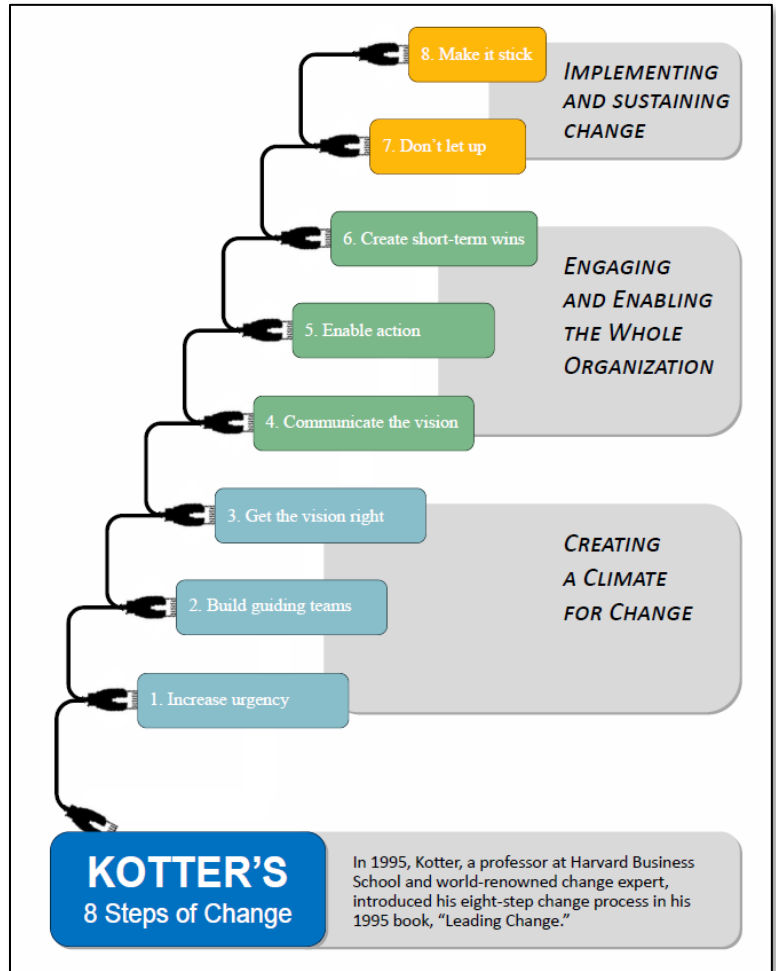 8. Make it stick
IMPLEMENTING
AND SUSTAINING
CHANGE
7. Don't let up
6. Create short-term wins
ENGAGING
AND ENABLING
THE WHOLE
ORGANIZATION
5. Enable action
4. Communicate the vision
3. Get the vision right
CREATING
A CLIMATE
FOR CHANGE
2. Build guiding teams
1. Increase urgency
KOTTER'S
8 Steps of Change
In 1995, Kotter, a professor at Harvard Business
School and world-renowned change expert,
introduced his eight-step change process in his
1995 book, “Leading Change.”